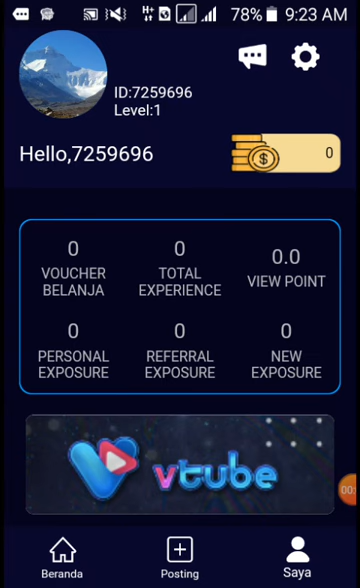 78% 9:23 AM
ID:7259696
Level:1
Hello,7259696
0
0
VOUCHER
BELANJA
0
TOTAL
EXPERIENCE
0.0
VIEW POINT
0
PERSONAL
EXPOSURE
0
REFERRAL
EXPOSURE
0
NEW
EXPOSURE
vtube
Beranda
Posting
Saya